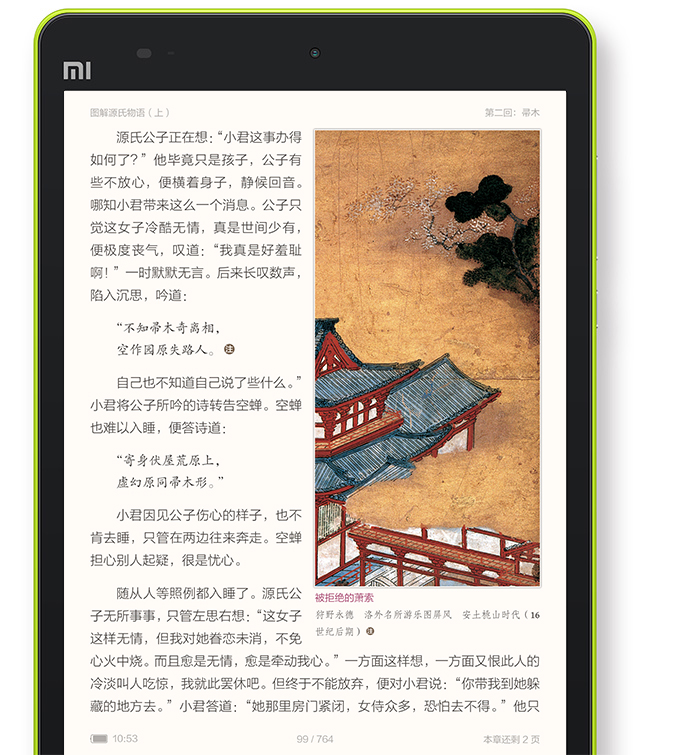 mi
图解源氏物语（上）
第二回：帚木
源氏公子正在想：“小君这事办得
如何了？”他毕竟只是孩子，公子有
些不放心，便横着身子，静候回音。
哪知小君带来这么一个消息。公子只
觉这女子冷酷无情，真是世间少有，
便极度丧气，叹道：“我真是好羞耻
啊！”一时默默无言。后来长叹数声，
陷入沉思，吟道：
“不知帚木奇离相，
空作园原失路人。注
自己也不知道自己说了些什么。”
小君将公子所吟的诗转告空蝉。空蝉
也难以入睡，便答诗道：
“寄身伏屋荒原上，
虚幻原同帚木形。”
小君因见公子伤心的样子，也不
肯去睡，只管在两边往来奔走。空蝉
担心别人起疑，很是忧心。
随从人等照例都入睡了。源氏公
子无所事事，只管左思右想：“这女子
这样无情，但我对她眷恋未消，不免
心火中烧。而且愈是无情，愈是牵动我心。”一方面这样想，一方面又恨此人的
冷淡叫人吃惊，我就此罢休吧。但终于不能放弃，便对小君说：“你带我到她躲
藏的地方去。”小君答道：“她那里房门紧闭，女侍众多，恐怕去不得。”他只
被拒绝的萧索
狩野永德 洛外名所游乐图屏风 安土桃山时代（16
世纪后期）注
10:53
99 / 764
本章还剩 2 页